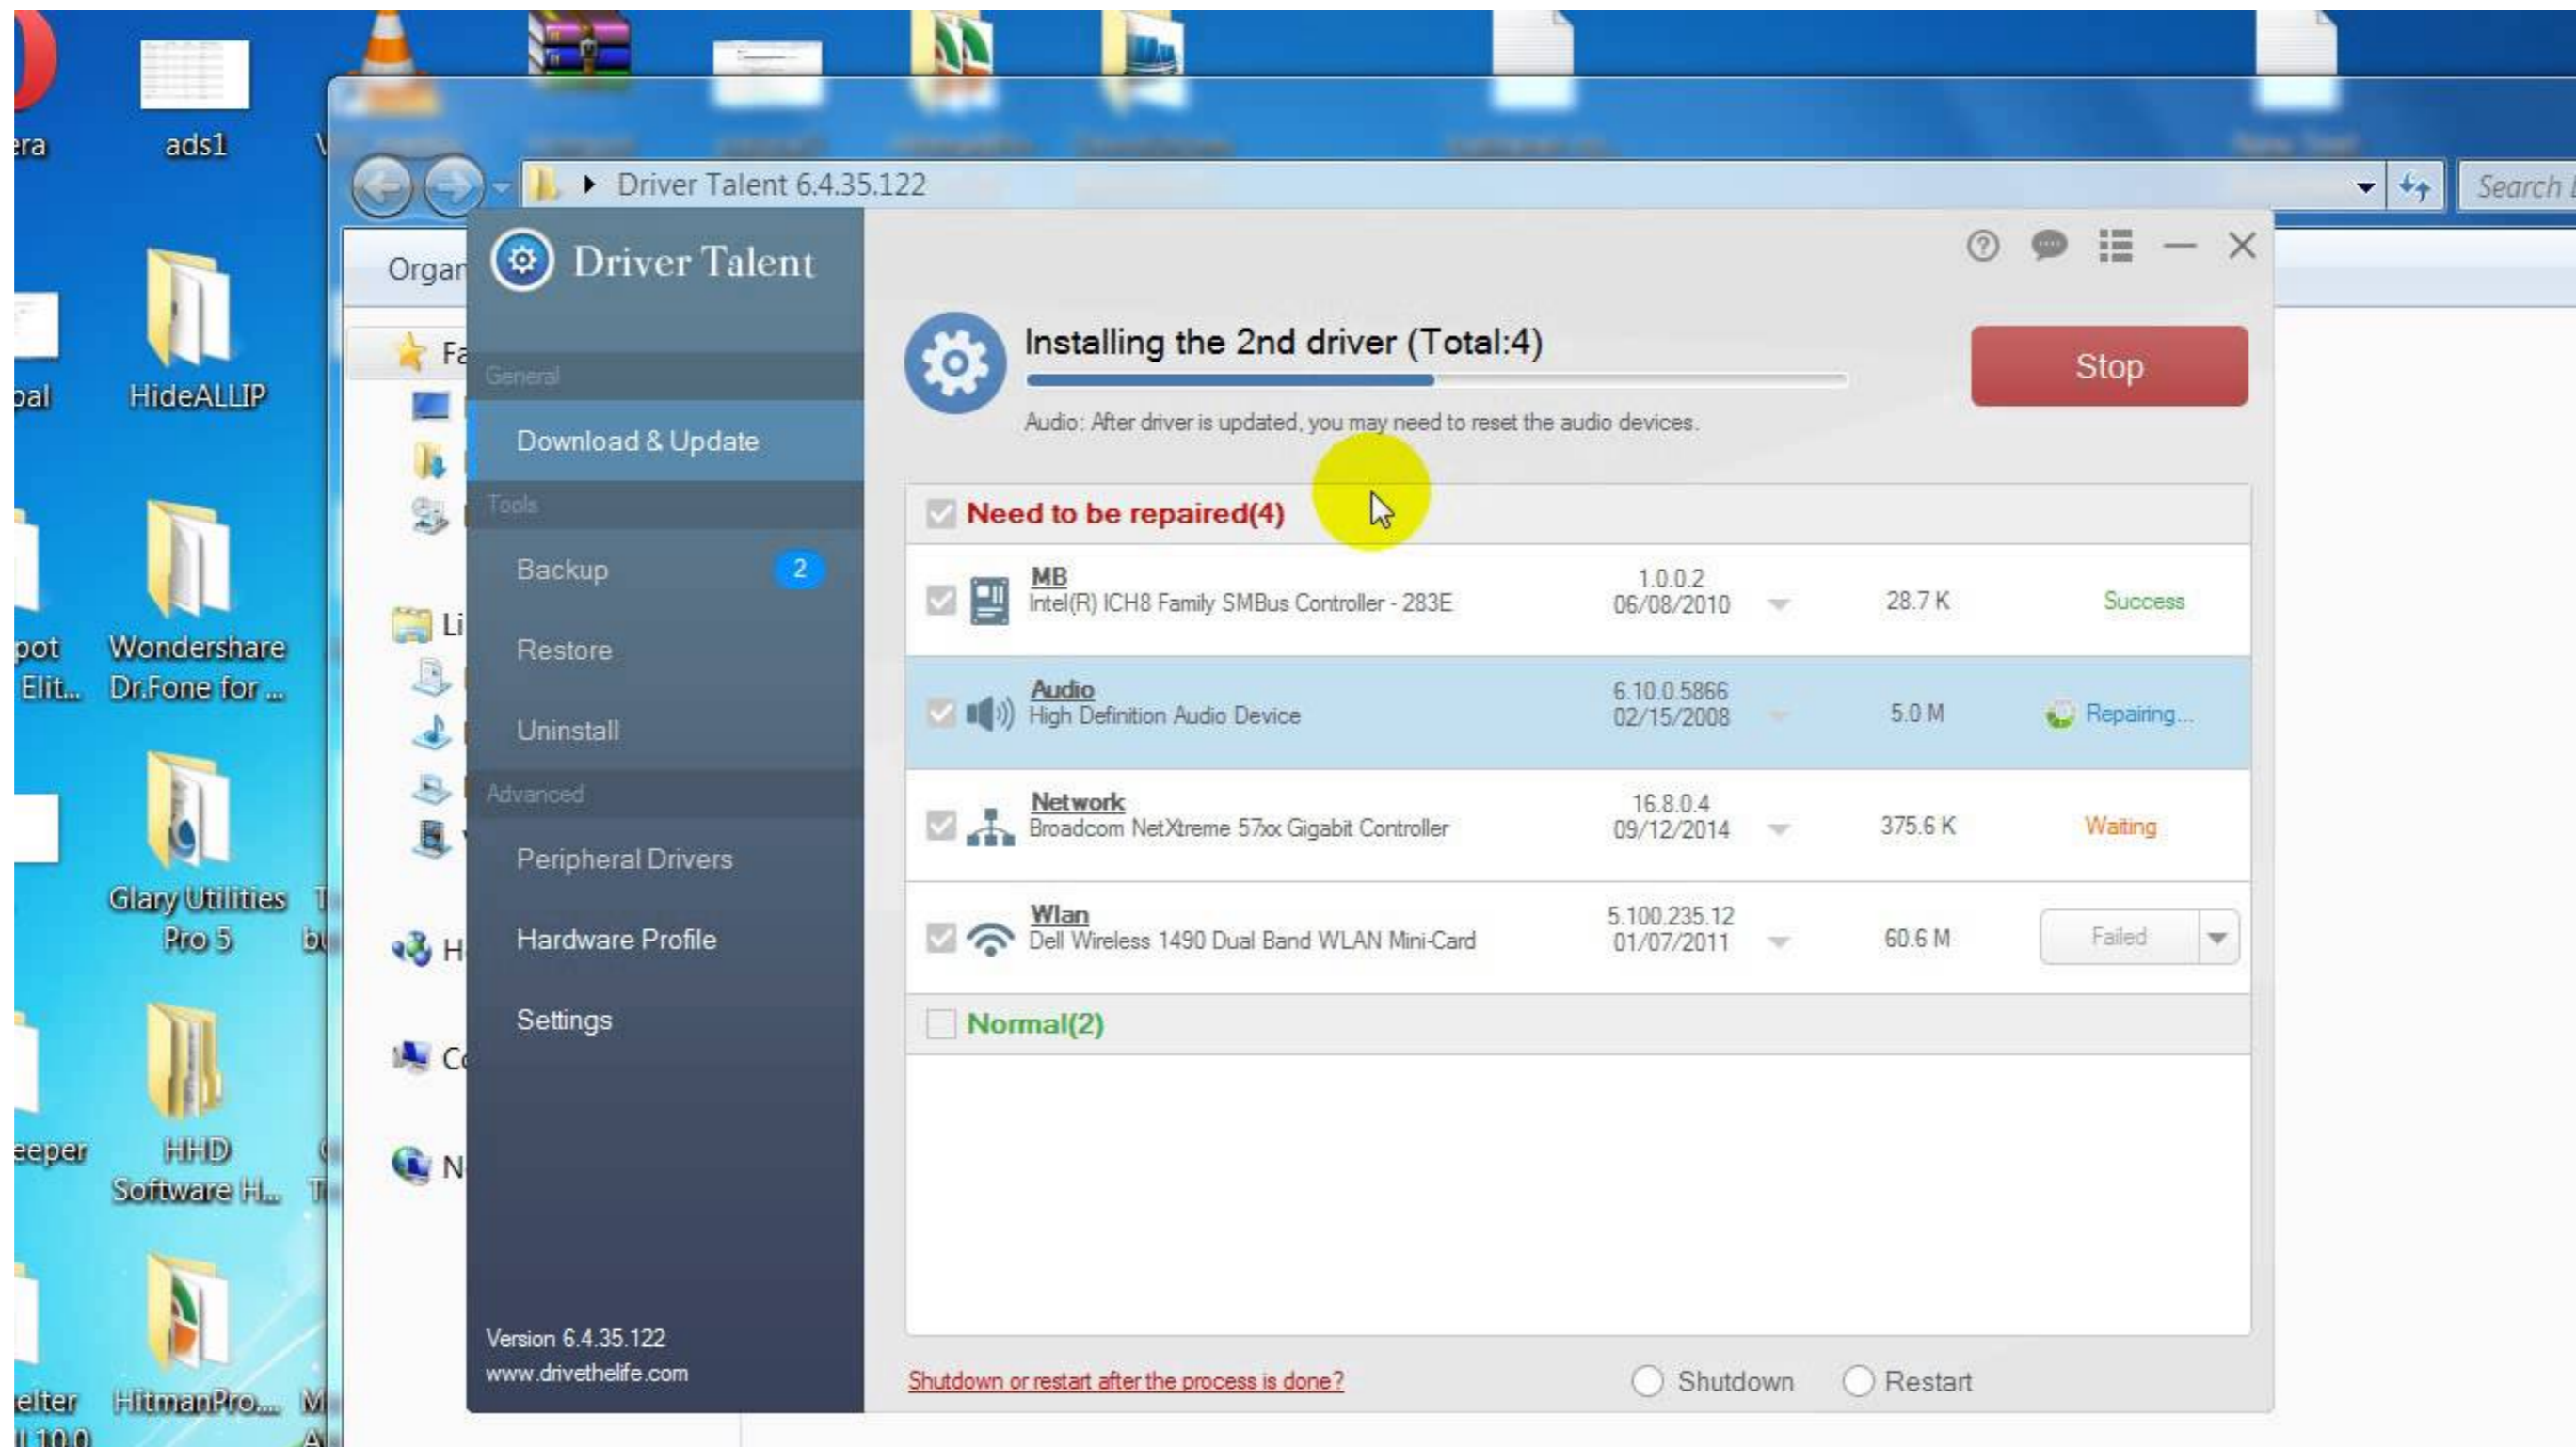 ads1
HideALLIP
Wondershare
Dr.Fone for ...
Elit...
Glary Utilities
Pro 5
HHD
Software H...
HitmanPro....
10.0
Driver Talent 6.4.35.122
Search
Driver Talent
General
Download & Update
Tools
Backup 2
Restore
Uninstall
Advanced
Peripheral Drivers
Hardware Profile
Settings
Version 6.4.35.122
www.drivethelife.com
Installing the 2nd driver (Total:4)
Stop
Audio: After driver is updated, you may need to reset the audio devices.
Need to be repaired(4)
MB
Intel(R) ICH8 Family SMBus Controller - 283E
1.0.0.2
06/08/2010
28.7 K
Success
Audio
High Definition Audio Device
6.10.0.5866
02/15/2008
5.0 M
Repairing...
Network
Broadcom NetXtreme 57xx Gigabit Controller
16.8.0.4
09/12/2014
375.6 K
Waiting
Wlan
Dell Wireless 1490 Dual Band WLAN Mini-Card
5.100.235.12
01/07/2011
60.6 M
Failed
Normal(2)
Shutdown or restart after the process is done?
Shutdown
Restart